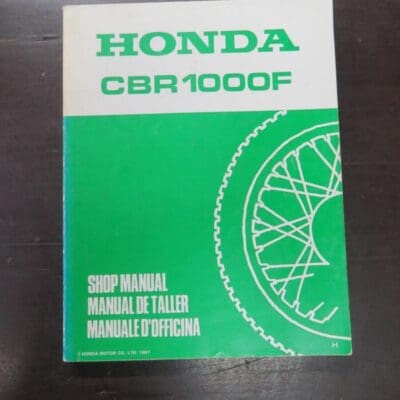 HONDA
CBR1000F
SHOP MANUAL
MANUAL DE TALLER
MANUALE D'OFFICINA
© HONDA MOTOR CO. LTD. 1987
H